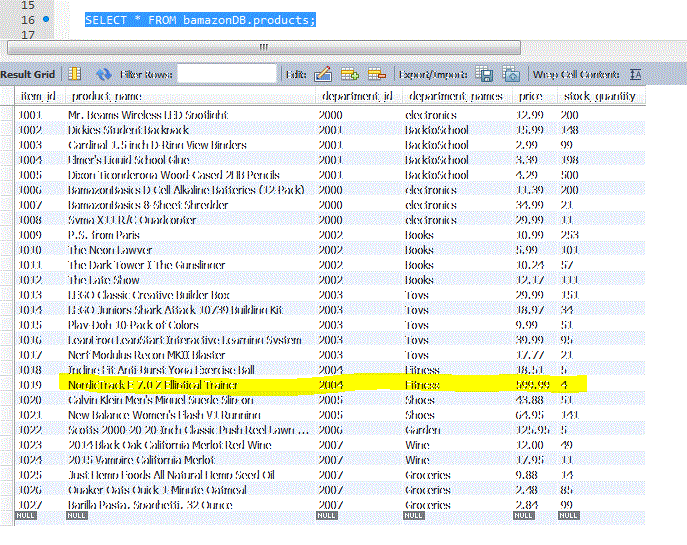 15
16 SELECT * FROM bamazonDB.products;
17
Result Grid Filter Rows: Edit: Export/Import: Wrap Cell Content:
item_id product_name department_id department_names price stock_quantity
1001 Mr. Beams Wireless LED Spotlight 2000 electronics 12.99 200
1002 Dickies Student Backpack 2001 BacktoSchool 15.99 148
1003 Cardinal 1.5 inch D-Ring View Binders 2001 BacktoSchool 2.99 99
1004 Elmer's Liquid School Glue 2001 BacktoSchool 3.39 198
1005 Dixon Ticonderoga Wood-Cased 2HB Pencils 2001 BacktoSchool 4.29 500
1006 BamazonBasics D Cell Alkaline Batteries (12-Pack) 2000 electronics 11.39 200
1007 BamazonBasics 8-Sheet Shredder 2000 electronics 34.99 21
1008 Syma X11 R/C Quadcopter 2000 electronics 29.99 11
1009 P.S. from Paris 2002 Books 10.99 253
1010 The Neon Lawyer 2002 Books 5.99 101
1011 The Dark Tower I The Gunslinger 2002 Books 10.24 57
1012 The Late Show 2002 Books 12.17 111
1013 LEGO Classic Creative Builder Box 2003 Toys 29.99 151
1014 LEGO Juniors Shark Attack 10739 Building Kit 2003 Toys 18.97 34
1015 Play-Doh 10-Pack of Colors 2003 Toys 9.99 51
1016 LeapFrog LeapStart Interactive Learning System 2003 Toys 39.99 95
1017 Nerf Modulus Recon MKII Blaster 2003 Toys 17.77 21
1018 Incline Fit Anti-Burst Yoga Exercise Ball 2004 Fitness 18.51 5
1019 NordicTrack E 7.0 Z Elliptical Trainer 2004 Fitness 599.99 4
1020 Calvin Klein Men's Miguel Suede Slip-on 2005 Shoes 43.88 51
1021 New Balance Women's Flash V1 Running 2005 Shoes 64.95 141
1022 Scotts 2000-20 20-Inch Classic Push Reel Lawn ... 2006 Garden 125.95 5
1023 2014 Black Oak California Merlot Red Wine 2007 Wine 12.00 49
1024 2015 Vampire California Merlot 2007 Wine 17.95 11
1025 Just Hemp Foods All Natural Hemp Seed Oil 2007 Groceries 9.88 14
1026 Quaker Oats Quick 1-Minute Oatmeal 2007 Groceries 2.48 85
1027 Barilla Pasta, Spaghetti, 32 Ounce 2007 Groceries 2.84 99
NULL NULL NULL NULL NULL NULL